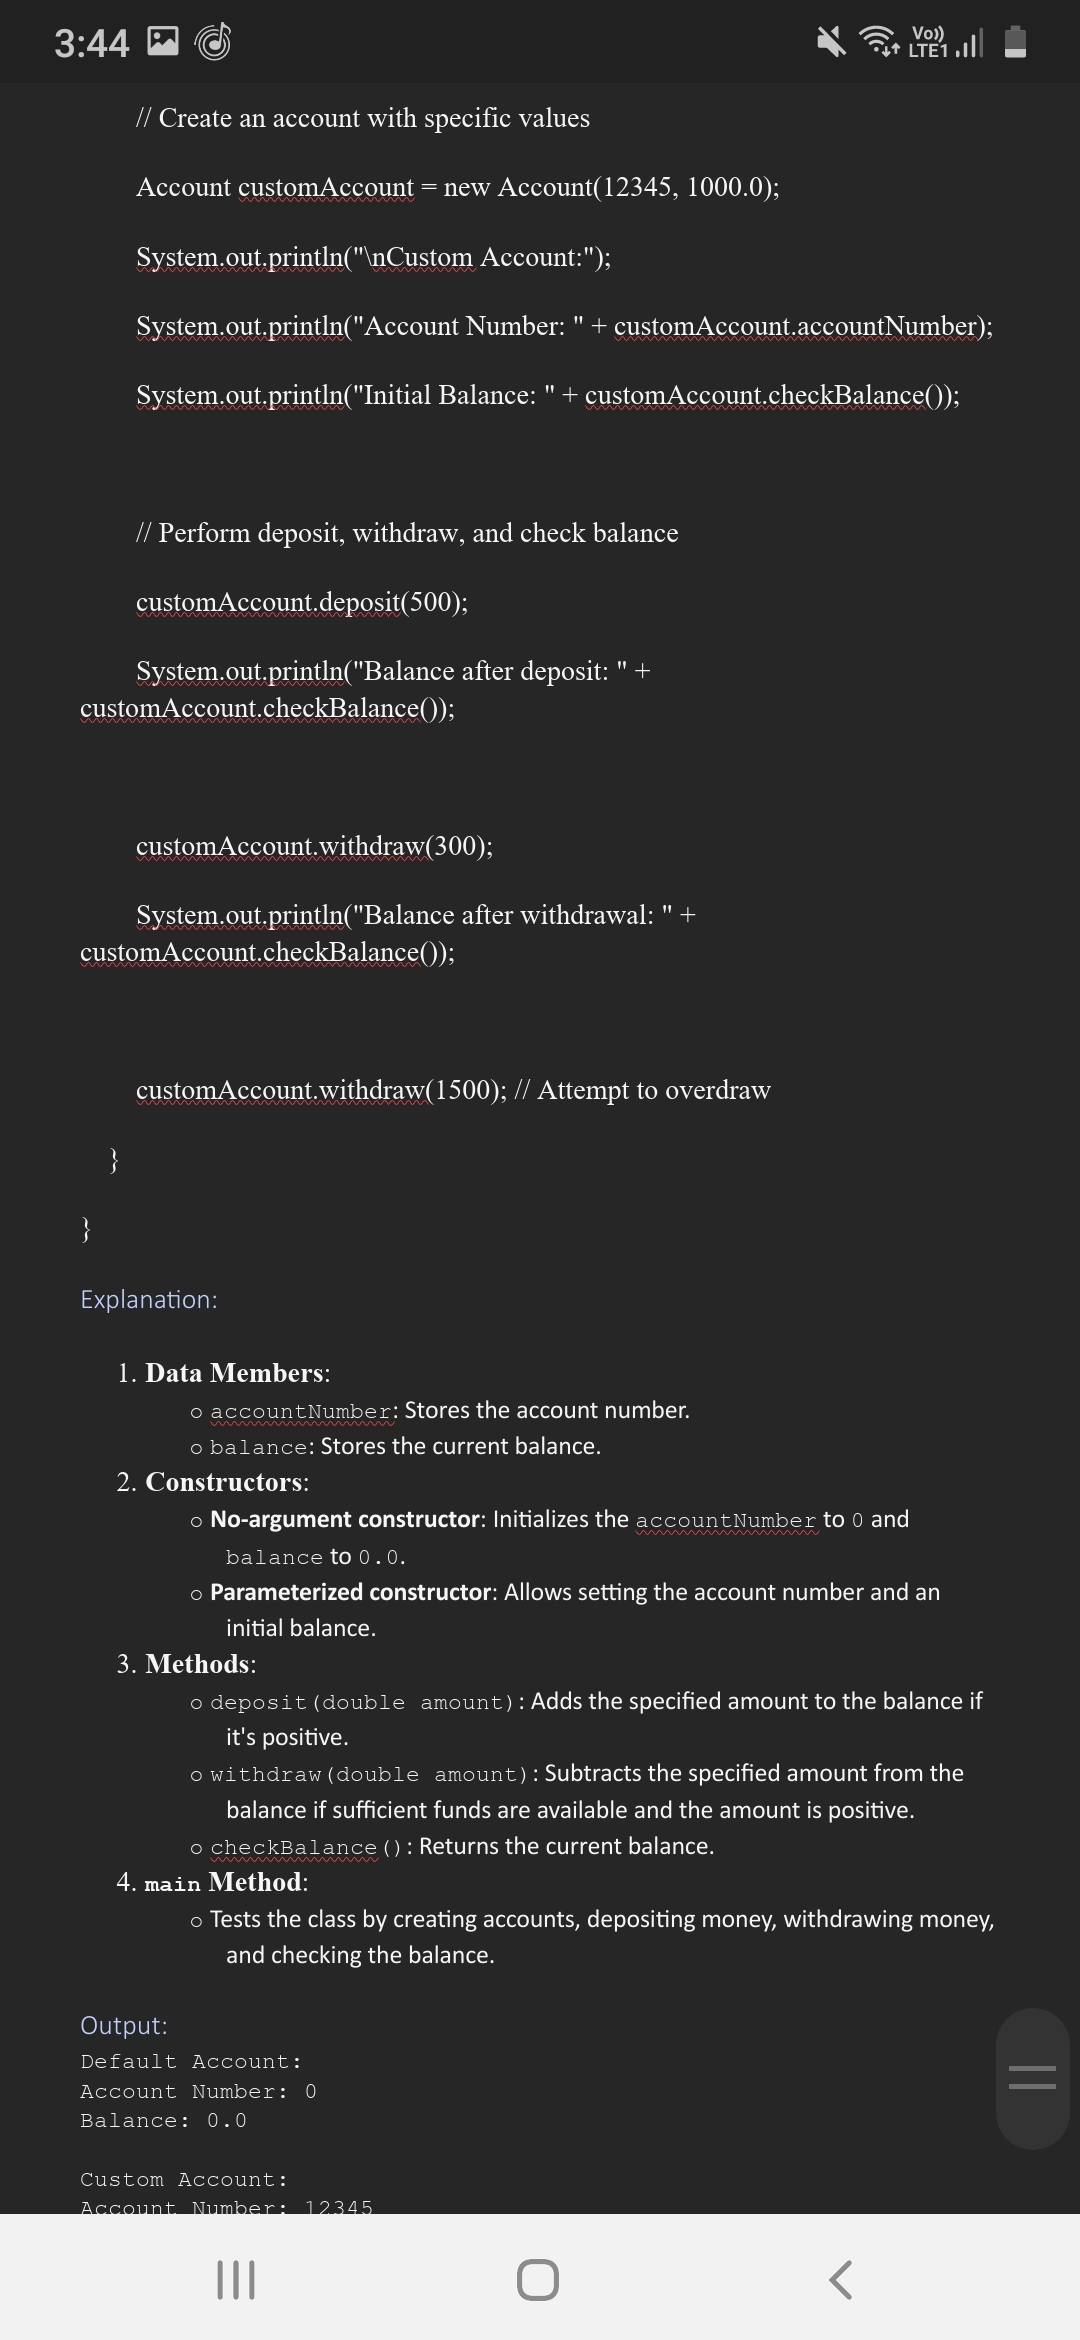 3:44
Vo))
LTE1
// Create an account with specific values
Account customAccount = new Account(12345, 1000.0);
System.out.println("\nCustom Account:");
System.out.println("Account Number: " + customAccount.accountNumber);
System.out.println("Initial Balance: " + customAccount.checkBalance());
// Perform deposit, withdraw, and check balance
customAccount.deposit(500);
System.out.println("Balance after deposit: " +
customAccount.checkBalance());
customAccount.withdraw(300);
System.out.println("Balance after withdrawal: " +
customAccount.checkBalance());
customAccount.withdraw(1500); // Attempt to overdraw
}
}
Explanation:
1. Data Members:
o accountNumber: Stores the account number.
o balance: Stores the current balance.
2. Constructors:
o No-argument constructor: Initializes the accountNumber to 0 and
balance to 0.0.
o Parameterized constructor: Allows setting the account number and an
initial balance.
3. Methods:
o deposit(double amount): Adds the specified amount to the balance if
it's positive.
o withdraw(double amount): Subtracts the specified amount from the
balance if sufficient funds are available and the amount is positive.
o checkBalance(): Returns the current balance.
4. main Method:
o Tests the class by creating accounts, depositing money, withdrawing money,
and checking the balance.
Output:
Default Account:
Account Number: 0
Balance: 0.0
Custom Account:
Account Number: 12345